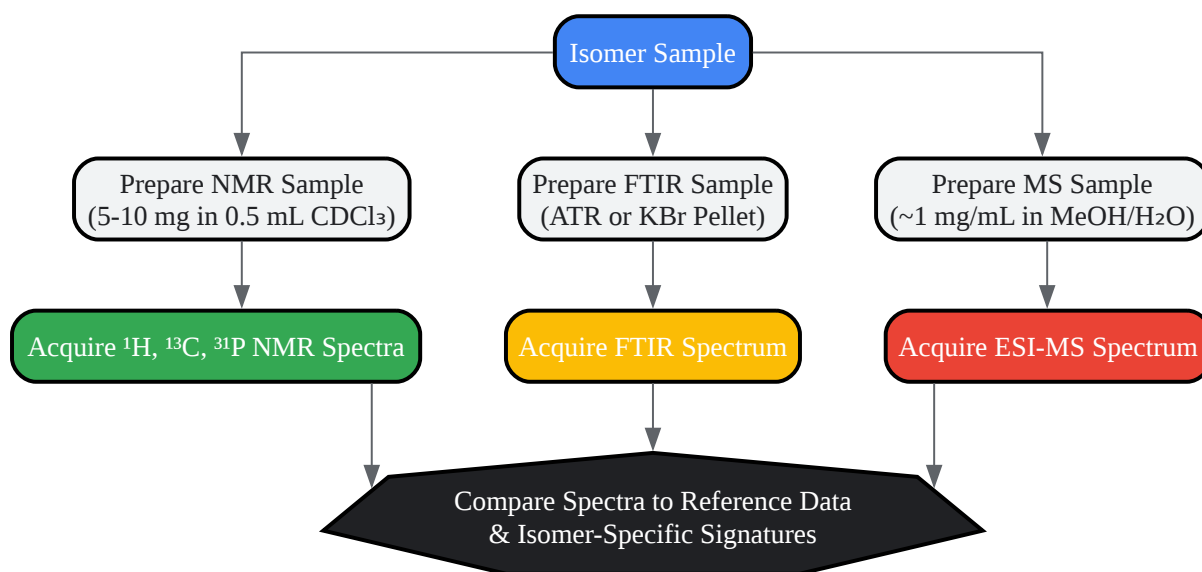 Isomer Sample
Prepare NMR Sample
(5-10 mg in 0.5 mL CDCl₃)
Prepare FTIR Sample
(ATR or KBr Pellet)
Prepare MS Sample
(~1 mg/mL in MeOH/H₂O)
Acquire ¹H, ¹³C, ³¹P NMR Spectra
Acquire FTIR Spectrum
Acquire ESI-MS Spectrum
Compare Spectra to Reference Data
& Isomer-Specific Signatures